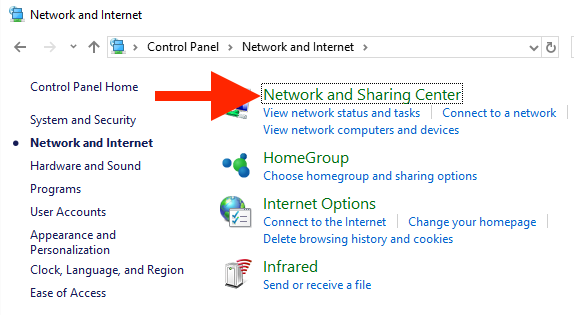 Network and Internet
Control Panel > Network and Internet >
Control Panel Home
System and Security
Network and Internet
Hardware and Sound
Programs
User Accounts
Appearance and
Personalization
Clock, Language, and Region
Ease of Access
Network and Sharing Center
View network status and tasks | Connect to a network
View network computers and devices
HomeGroup
Choose homegroup and sharing options
Internet Options
Connect to the Internet | Change your homepage
Delete browsing history and cookies
Infrared
Send or receive a file